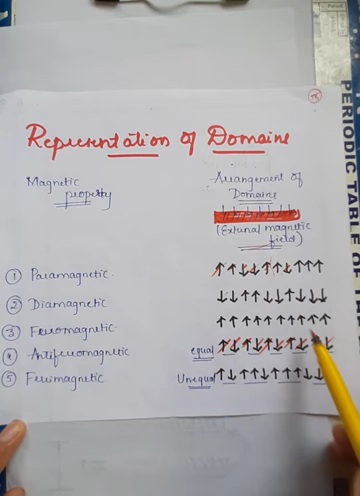 Representation of Domains
Magnetic property
Arrangement of Domains
(External magnetic field)
① Paramagnetic.
② Diamagnetic
③ Ferromagnetic
④ Antiferromagnetic
equal
⑤ Ferrimagnetic
Unequal
PERIODIC TABLE OF